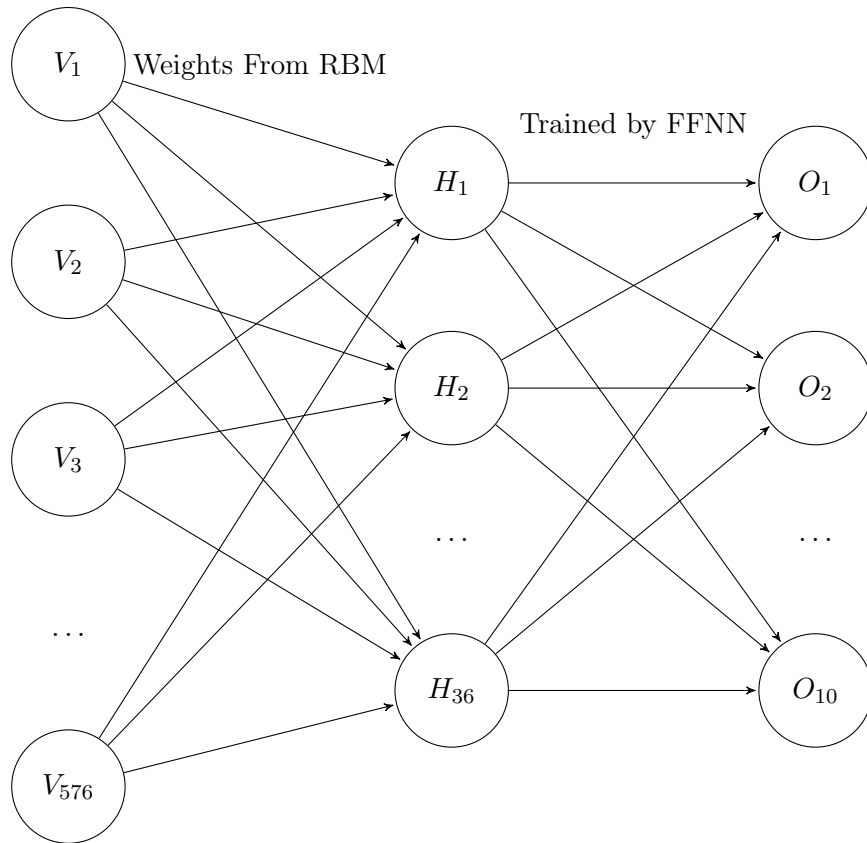 V₁
Weights From RBM
Trained by FFNN
H₁
O₁
V₂
H₂
O₂
V₃
...
...
...
H₃₆
O₁₀
V₅₇₆